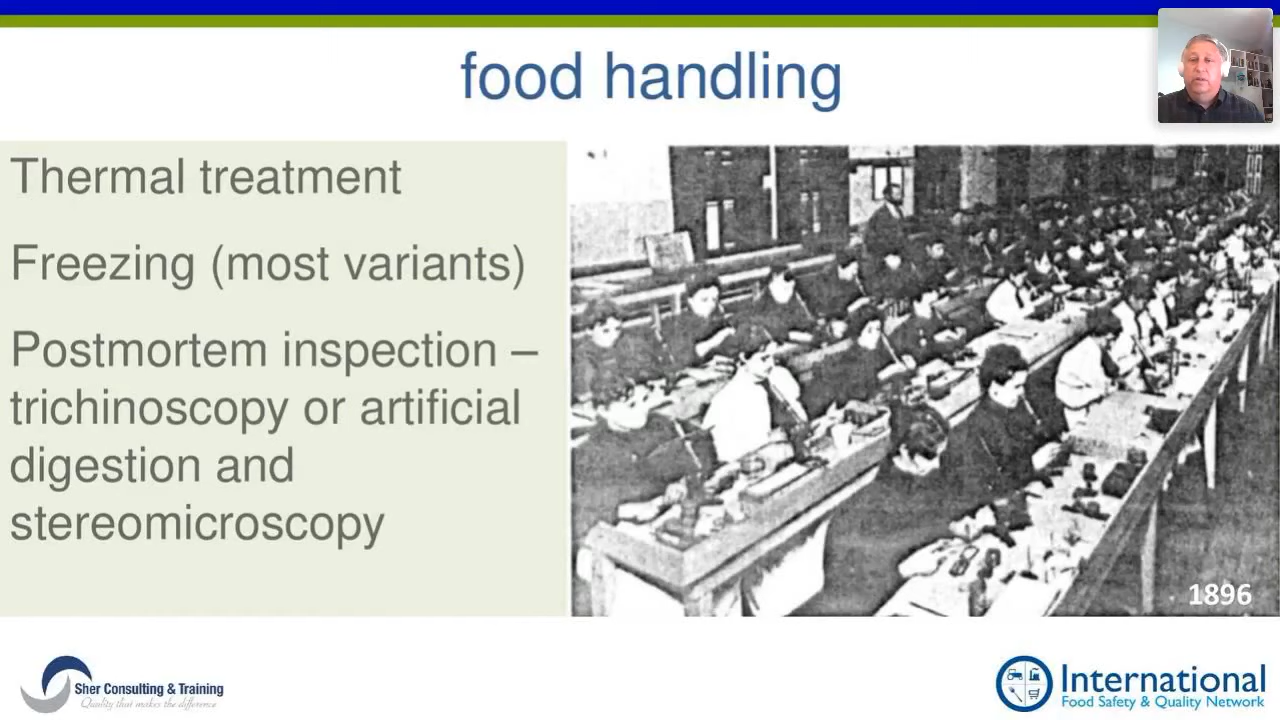 food handling
Thermal treatment
Freezing (most variants)
Postmortem inspection –
trichinoscopy or artificial
digestion and
stereomicroscopy
1896
Sher Consulting & Training
Quality that makes the difference
International
Food Safety & Quality Network